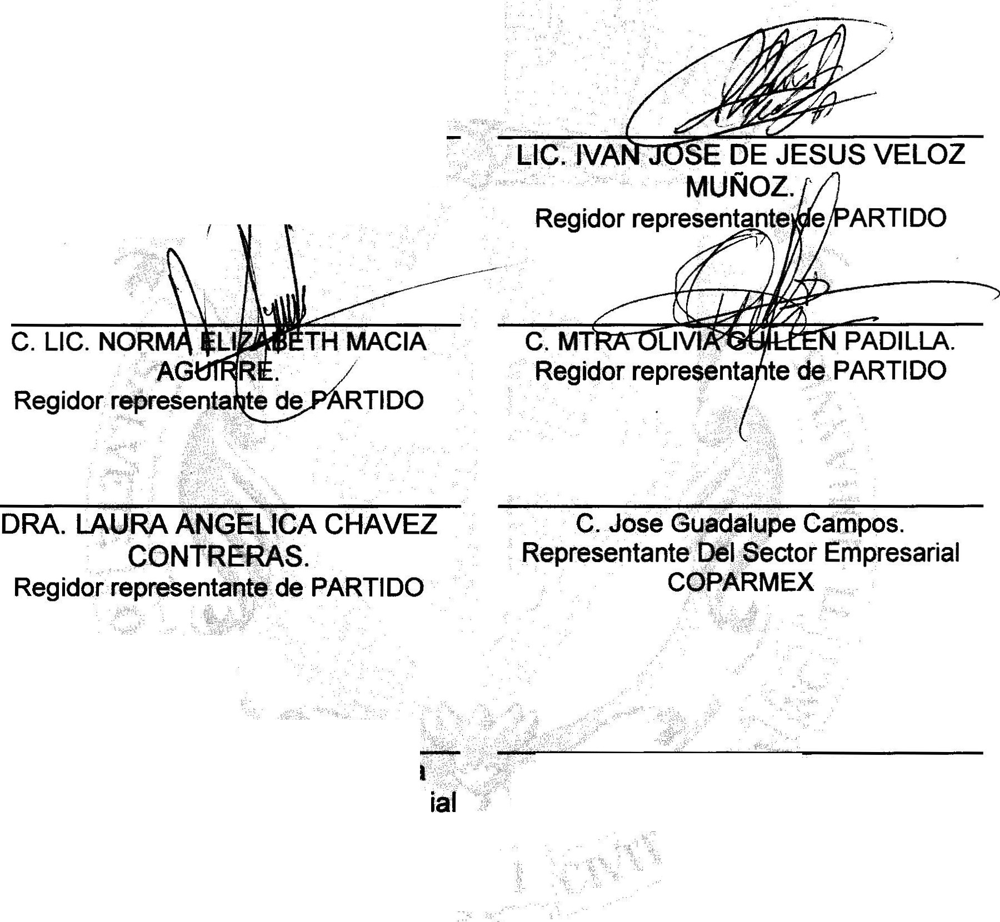 LIC. IVAN JOSE DE JESUS VELOZ
MUÑOZ.
Regidor representante de PARTIDO
C. LIC. NORMA ELIZABETH MACIA
AGUIRRE.
Regidor representante de PARTIDO
C. MTRA OLIVIA GUILLEN PADILLA.
Regidor representante de PARTIDO
DRA. LAURA ANGELICA CHAVEZ
CONTRERAS.
Regidor representante de PARTIDO
C. Jose Guadalupe Campos.
Representante Del Sector Empresarial
COPARMEX
ial